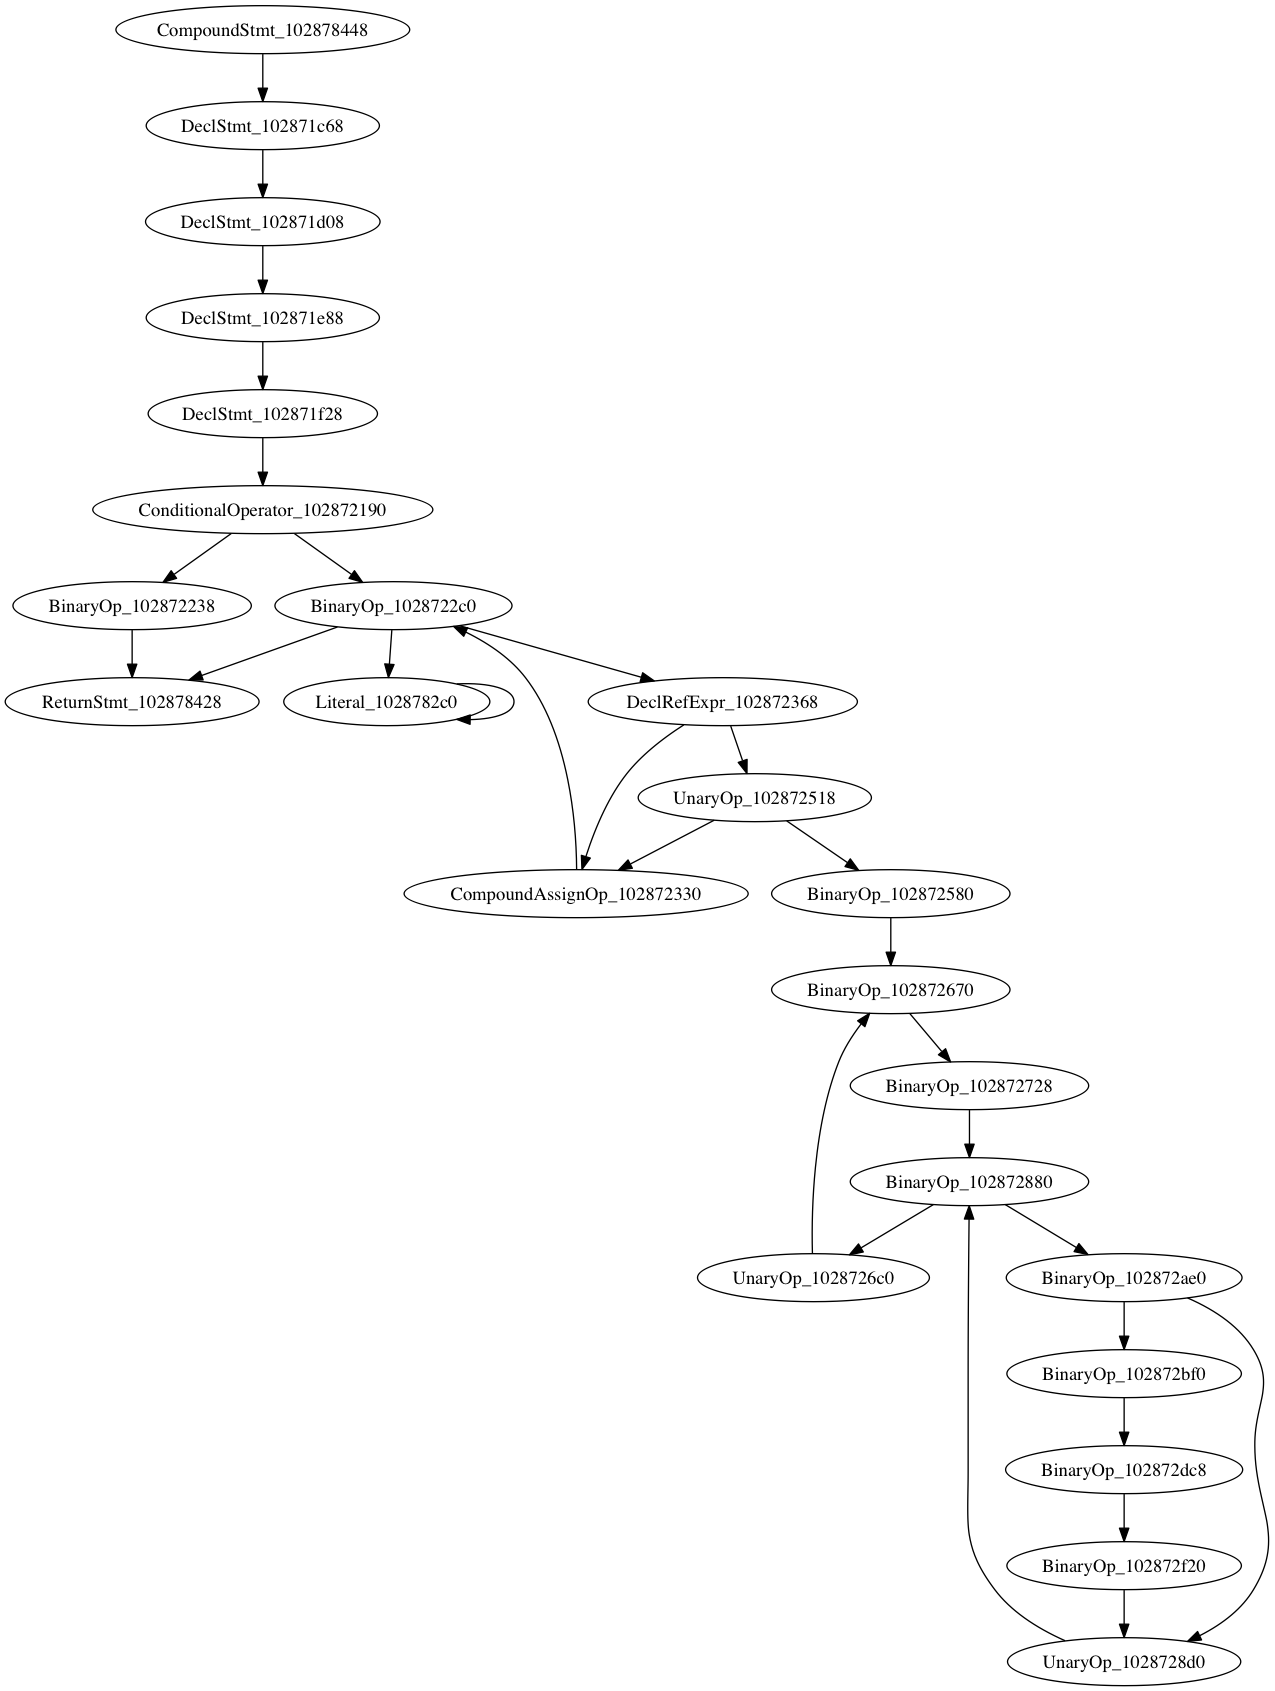 CompoundStmt_102878448
DeclStmt_102871c68
DeclStmt_102871d08
DeclStmt_102871e88
DeclStmt_102871f28
ConditionalOperator_102872190
BinaryOp_102872238
BinaryOp_1028722c0
ReturnStmt_102878428
Literal_1028782c0
DeclRefExpr_102872368
UnaryOp_102872518
CompoundAssignOp_102872330
BinaryOp_102872580
BinaryOp_102872670
BinaryOp_102872728
BinaryOp_102872880
UnaryOp_1028726c0
BinaryOp_102872ae0
BinaryOp_102872bf0
BinaryOp_102872dc8
BinaryOp_102872f20
UnaryOp_1028728d0